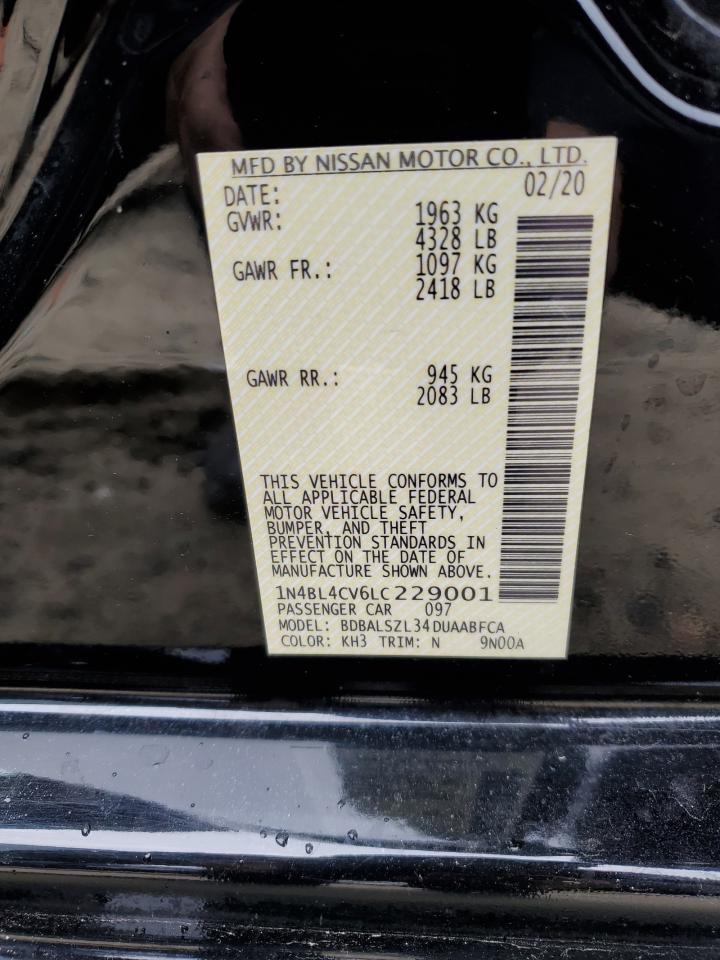 MFD BY NISSAN MOTOR CO., LTD.
DATE: 02/20
GVWR: 1963 KG
4328 LB
GAWR FR.: 1097 KG
2418 LB
GAWR RR.: 945 KG
2083 LB
THIS VEHICLE CONFORMS TO
ALL APPLICABLE FEDERAL
MOTOR VEHICLE SAFETY,
BUMPER, AND THEFT
PREVENTION STANDARDS IN
EFFECT ON THE DATE OF
MANUFACTURE SHOWN ABOVE.
1N4BL4CV6LC229001
PASSENGER CAR 097
MODEL: BDBALSZL34DUAABFCA
COLOR: KH3 TRIM: N 9N00A